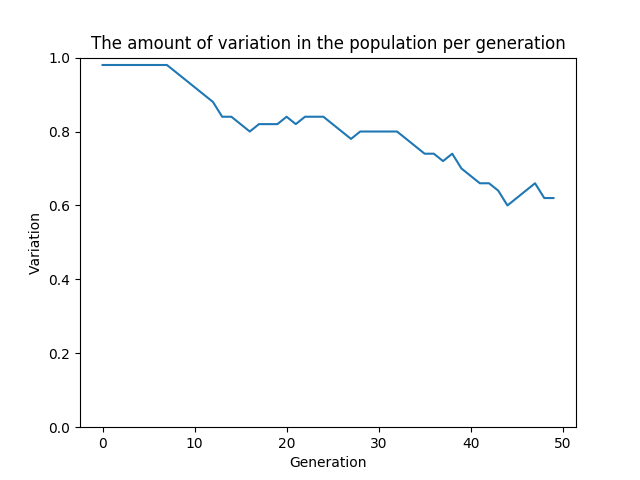 The amount of variation in the population per generation
1.0
0.8
0.6
0.4
0.2
0.0
Variation
0 10 20 30 40 50
Generation